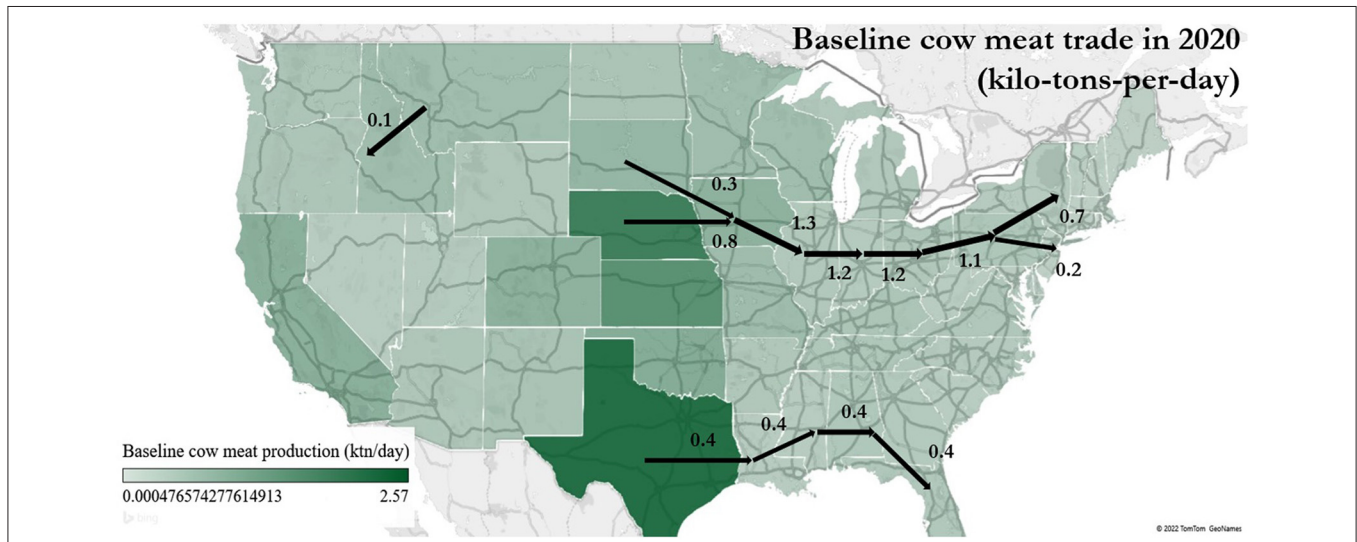 Baseline cow meat trade in 2020
(kilo-tons-per-day)
0.1
0.3
1.3
0.7
0.8
1.2
1.2
1.1
0.2
0.4
0.4
0.4
0.4
Baseline cow meat production (ktn/day)
0.000476574277614913 2.57
bing
© 2022 TomTom GeoNames